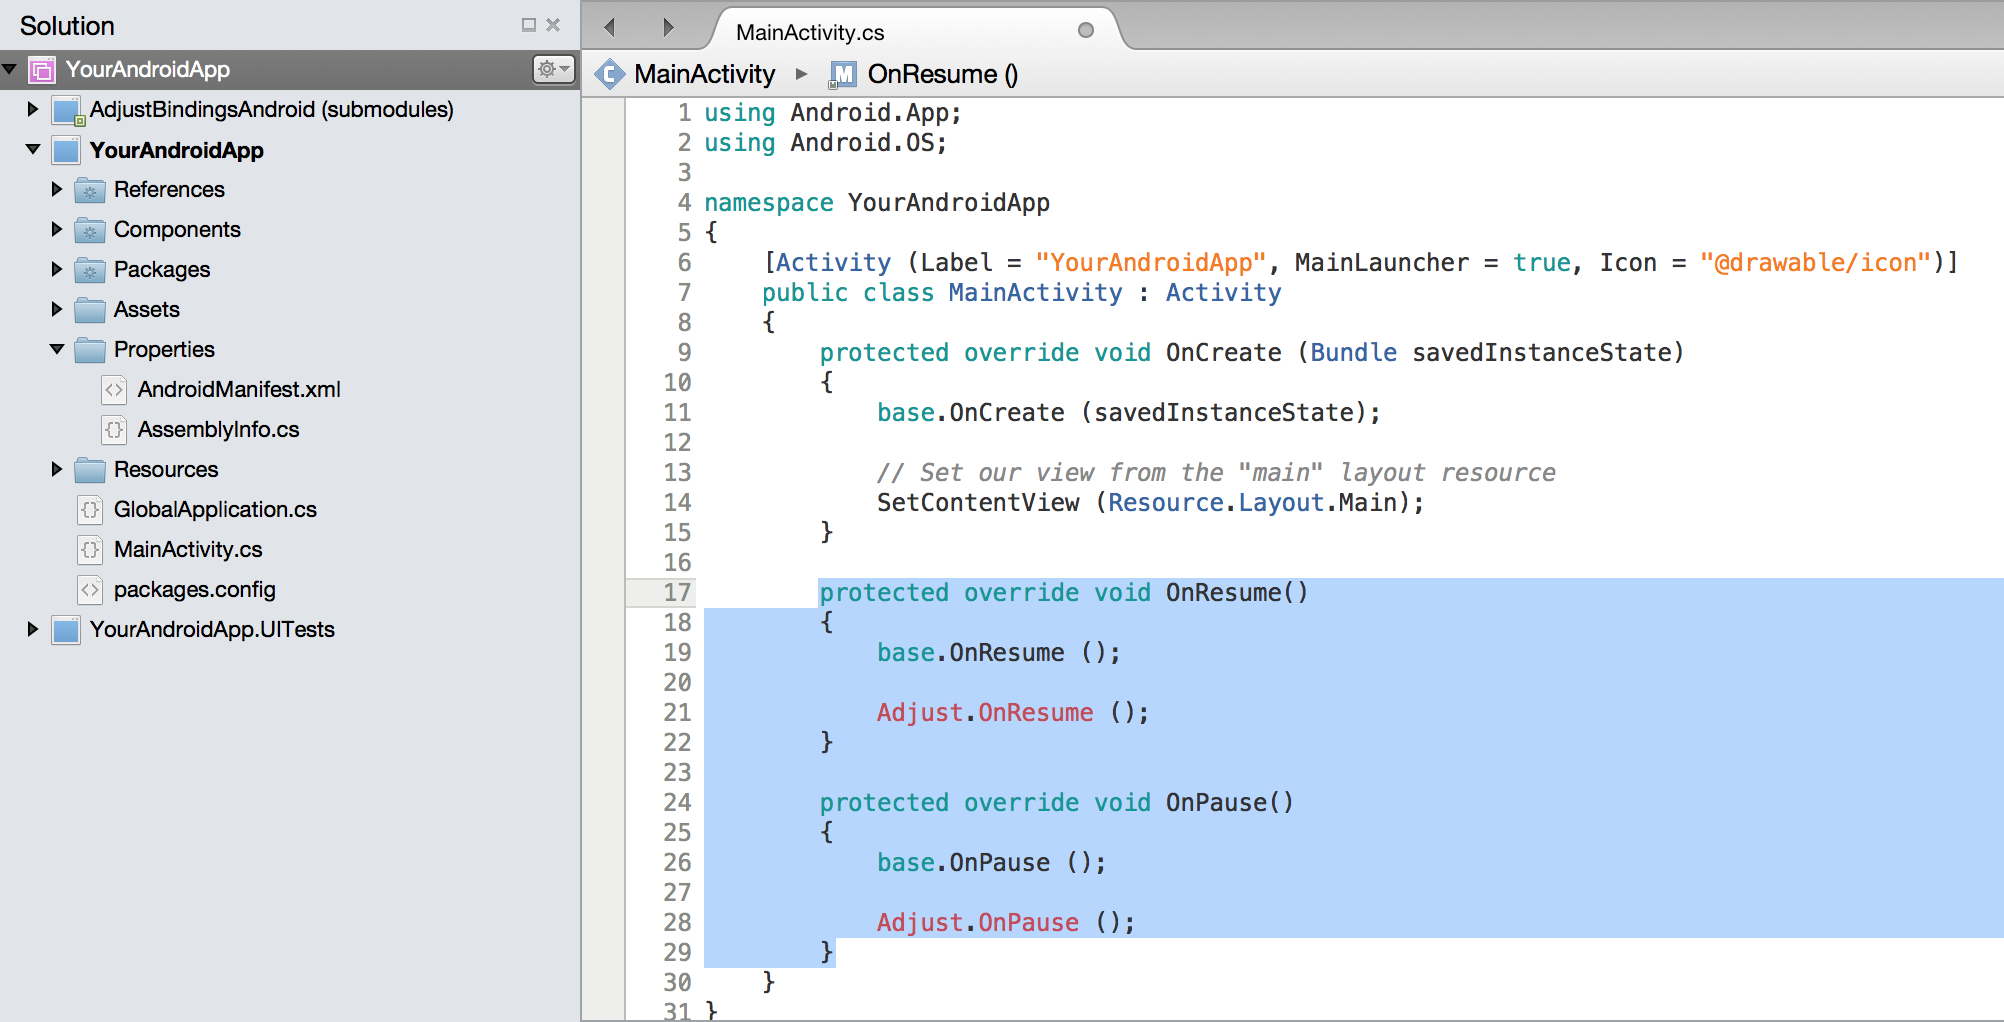 Solution
YourAndroidApp
AdjustBindingsAndroid (submodules)
YourAndroidApp
References
Components
Packages
Assets
Properties
AndroidManifest.xml
AssemblyInfo.cs
Resources
GlobalApplication.cs
MainActivity.cs
packages.config
YourAndroidApp.UITests
MainActivity.cs
C MainActivity M OnResume ()
1 using Android.App;
2 using Android.OS;
3
4 namespace YourAndroidApp
5 {
6 [Activity (Label = "YourAndroidApp", MainLauncher = true, Icon = "@drawable/icon")]
7 public class MainActivity : Activity
8 {
9 protected override void OnCreate (Bundle savedInstanceState)
10 {
11 base.OnCreate (savedInstanceState);
12
13 // Set our view from the "main" layout resource
14 SetContentView (Resource.Layout.Main);
15 }
16
17 protected override void OnResume()
18 {
19 base.OnResume ();
20
21 Adjust.OnResume ();
22 }
23
24 protected override void OnPause()
25 {
26 base.OnPause ();
27
28 Adjust.OnPause ();
29 }
30 }
31 }